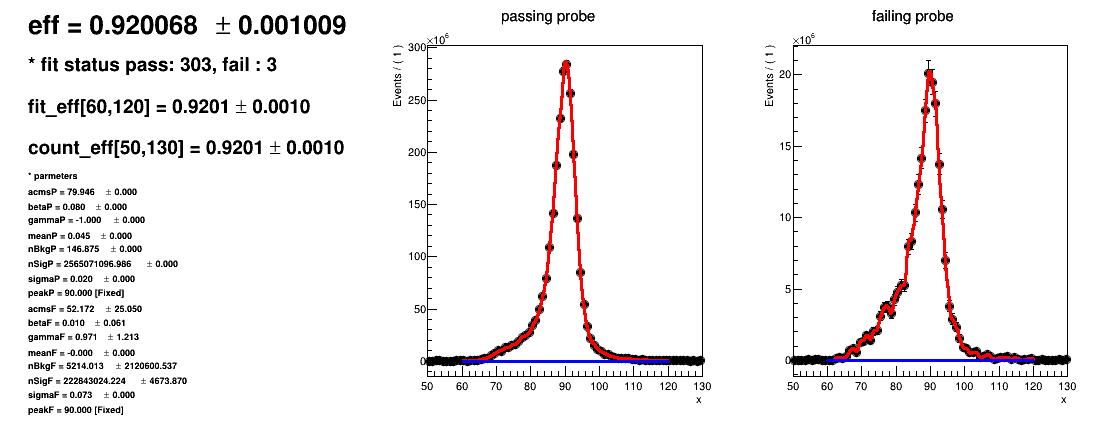 eff = 0.920068 ± 0.001009
* fit status pass: 303, fail : 3
fit_eff[60,120] = 0.9201 ± 0.0010
count_eff[50,130] = 0.9201 ± 0.0010
* parmeters
acmsP = 79.946 ± 0.000
betaP = 0.080 ± 0.000
gammaP = -1.000 ± 0.000
meanP = 0.045 ± 0.000
nBkgP = 146.875 ± 0.000
nSigP = 2565071096.986 ± 0.000
sigmaP = 0.020 ± 0.000
peakP = 90.000 [Fixed]
acmsF = 52.172 ± 25.050
betaF = 0.010 ± 0.061
gammaF = 0.971 ± 1.213
meanF = -0.000 ± 0.000
nBkgF = 5214.013 ± 2120600.537
nSigF = 222843024.224 ± 4673.870
sigmaF = 0.073 ± 0.000
peakF = 90.000 [Fixed]
passing probe
×10⁶
Events / ( 1 )
300
250
200
150
100
50
0
50 60 70 80 90 100 110 120 130
x
failing probe
×10⁶
Events / ( 1 )
20
15
10
5
0
50 60 70 80 90 100 110 120 130
x